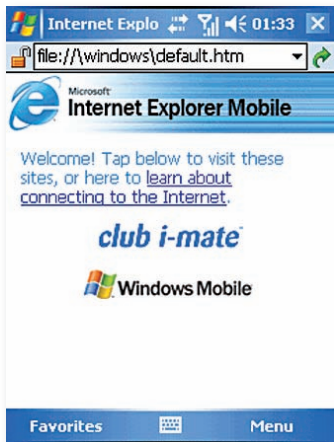 Internet Explo 01:33
file://\windows\default.htm
Microsoft
Internet Explorer Mobile
Welcome! Tap below to visit these
sites, or here to learn about
connecting to the Internet.
club i-mate
Windows Mobile
Favorites Menu